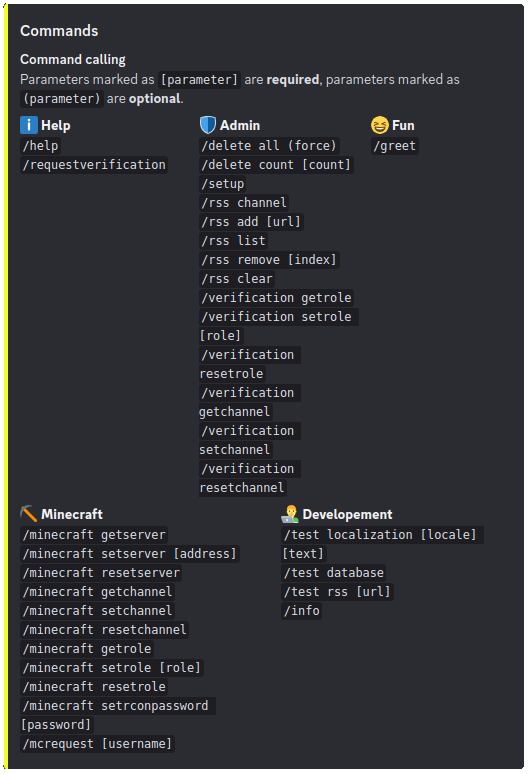 Commands
Command calling
Parameters marked as [parameter] are required, parameters marked as
(parameter) are optional.
Help
/help
/requestverification
Admin
/delete all (force)
/delete count [count]
/setup
/rss channel
/rss add [url]
/rss list
/rss remove [index]
/rss clear
/verification getrole
/verification setrole
[role]
/verification
resetrole
/verification
getchannel
/verification
setchannel
/verification
resetchannel
Fun
/greet
Minecraft
/minecraft getserver
/minecraft setserver [address]
/minecraft resetserver
/minecraft getchannel
/minecraft setchannel
/minecraft resetchannel
/minecraft getrole
/minecraft setrole [role]
/minecraft resetrole
/minecraft setrconpassword
[password]
/mcrequest [username]
Developement
/test localization [locale]
[text]
/test database
/test rss [url]
/info